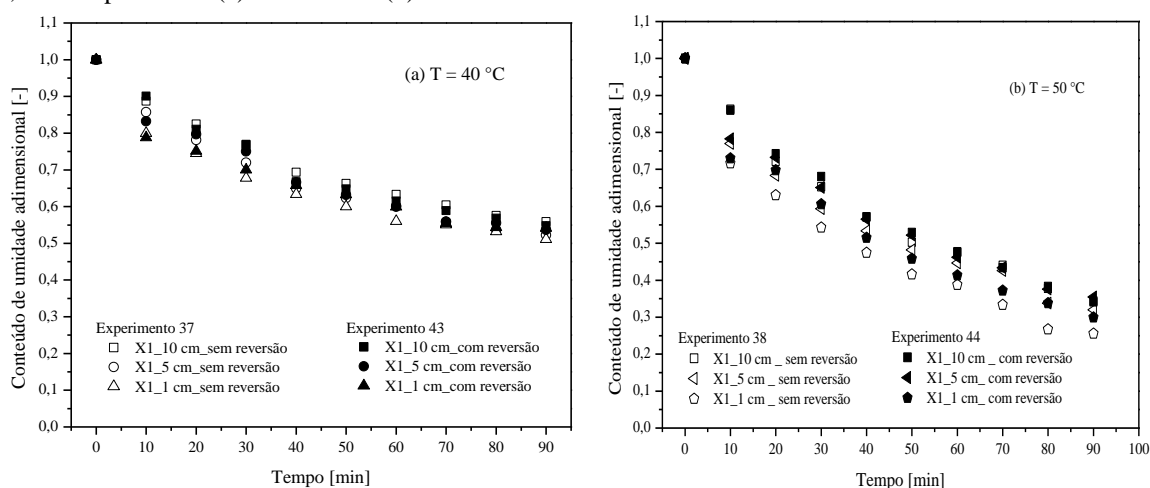 1,1
1,0
0,9
0,8
0,7
0,6
0,5
0,4
0,3
0,2
0,1
0,0
Conteúdo de umidade adimensional [-]
(a) T = 40 °C
Experimento 37
X1_10 cm_sem reversão
X1_5 cm_sem reversão
X1_1 cm_sem reversão
Experimento 43
X1_10 cm_com reversão
X1_5 cm_com reversão
X1_1 cm_com reversão
0 10 20 30 40 50 60 70 80 90
Tempo [min]
1,1
1,0
0,9
0,8
0,7
0,6
0,5
0,4
0,3
0,2
0,1
0,0
Conteúdo de umidade adimensional [-]
(b) T = 50 °C
Experimento 38
X1_10 cm _ sem reversão
X1_5 cm _ sem reversão
X1_1 cm _ sem reversão
Experimento 44
X1_10 cm _ com reversão
X1_5 cm_ com reversão
X1_1 cm_ com reversão
0 10 20 30 40 50 60 70 80 90 100
Tempo [min]